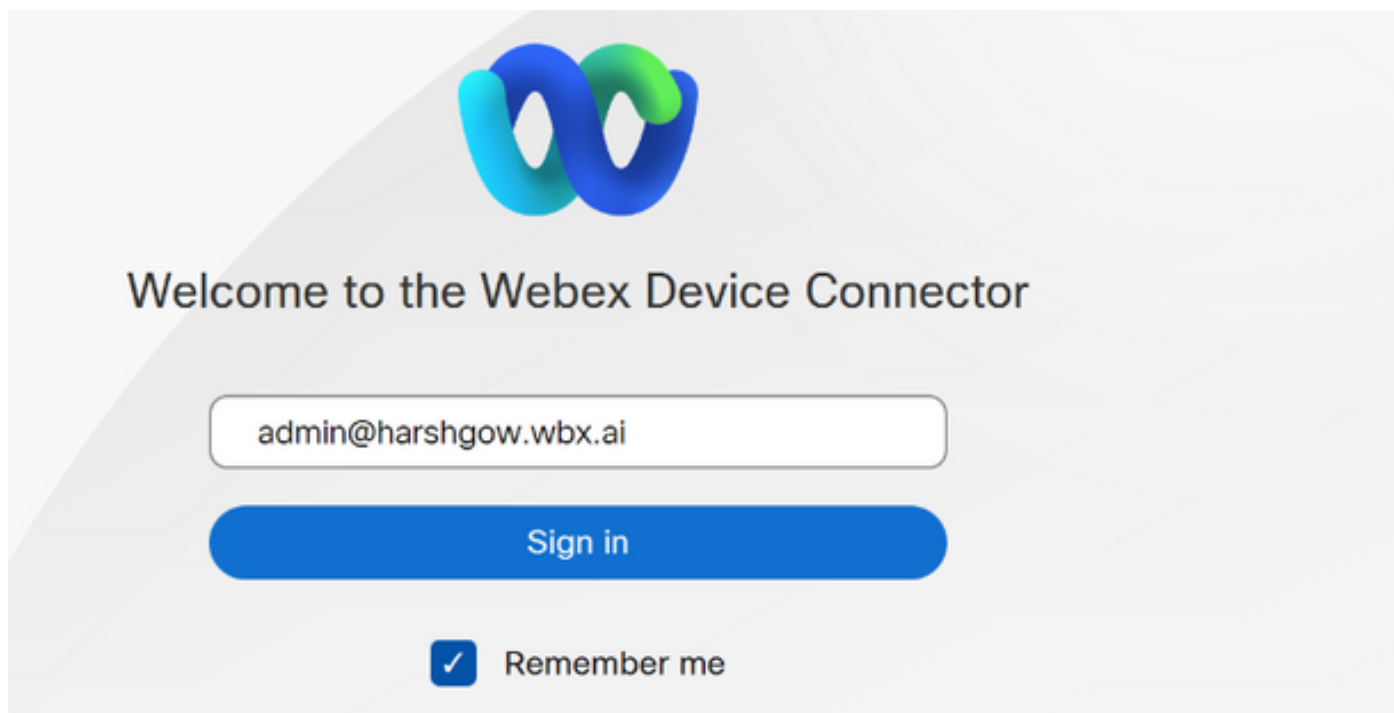 Welcome to the Webex Device Connector
admin@harshgow.wbx.ai
Sign in
Remember me